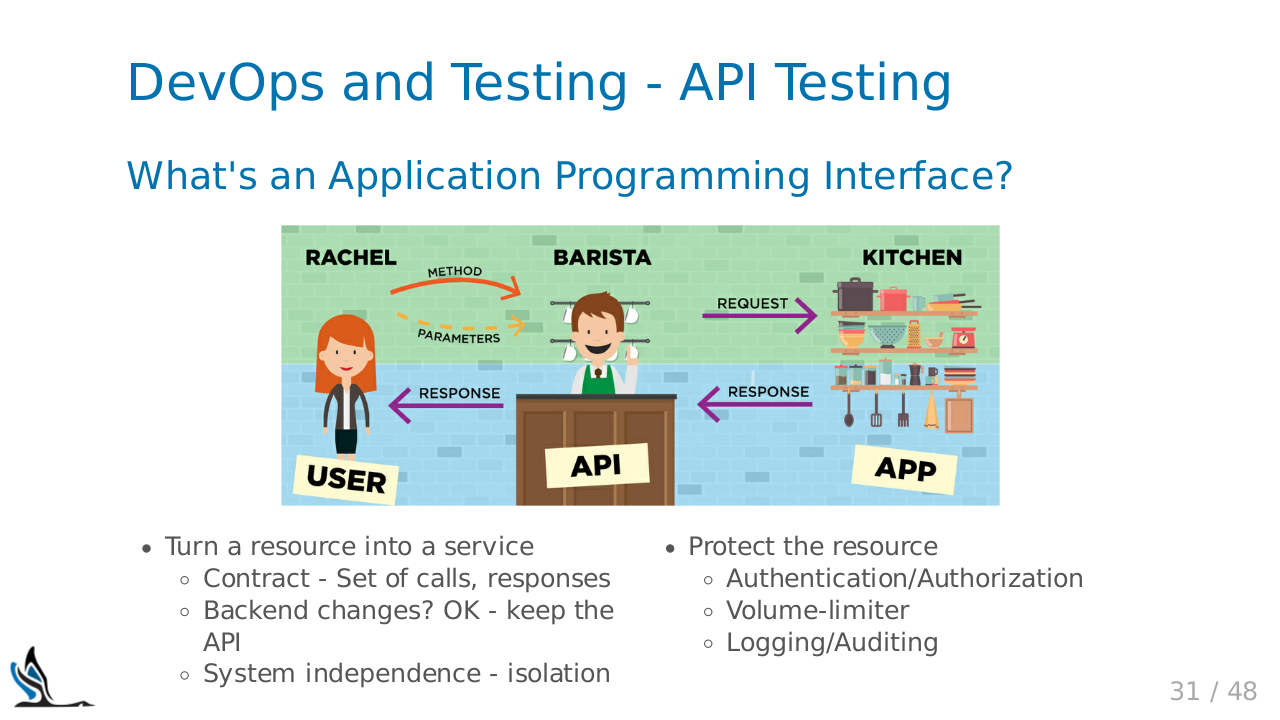 DevOps and Testing - API Testing
What's an Application Programming Interface?
RACHEL
BARISTA
KITCHEN
METHOD
PARAMETERS
REQUEST
RESPONSE
RESPONSE
USER
API
APP
• Turn a resource into a service
◦ Contract - Set of calls, responses
◦ Backend changes? OK - keep the
API
◦ System independence - isolation
• Protect the resource
◦ Authentication/Authorization
◦ Volume-limiter
◦ Logging/Auditing
31 / 48